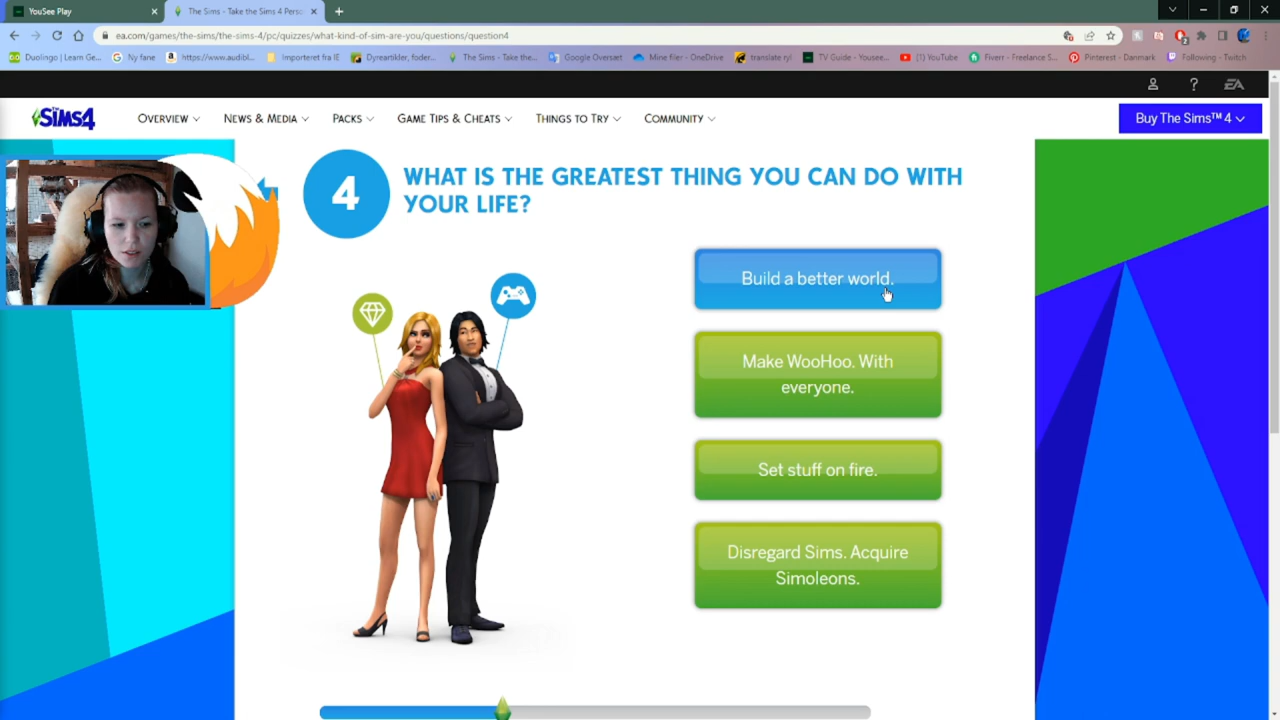 YouSee Play
The Sims - Take the Sims 4 Perso
ea.com/games/the-sims/the-sims-4/pc/quizzes/what-kind-of-sim-are-you/questions/question4
Duolingo | Learn Ge... Ny fane https://www.audibl... Importeret fra IE Dyreartikler, foder... The Sims - Take the... Google Oversæt Mine filer - OneDrive translate ryl TV Guide - Yousee... (1) YouTube Fiverr - Freelance S... Pinterest - Danmark Following - Twitch
EA
THE SIMS 4 OVERVIEW NEWS & MEDIA PACKS GAME TIPS & CHEATS THINGS TO TRY COMMUNITY Buy The Sims™ 4
4
WHAT IS THE GREATEST THING YOU CAN DO WITH
YOUR LIFE?
Build a better world.
Make WooHoo. With
everyone.
Set stuff on fire.
Disregard Sims. Acquire
Simoleons.